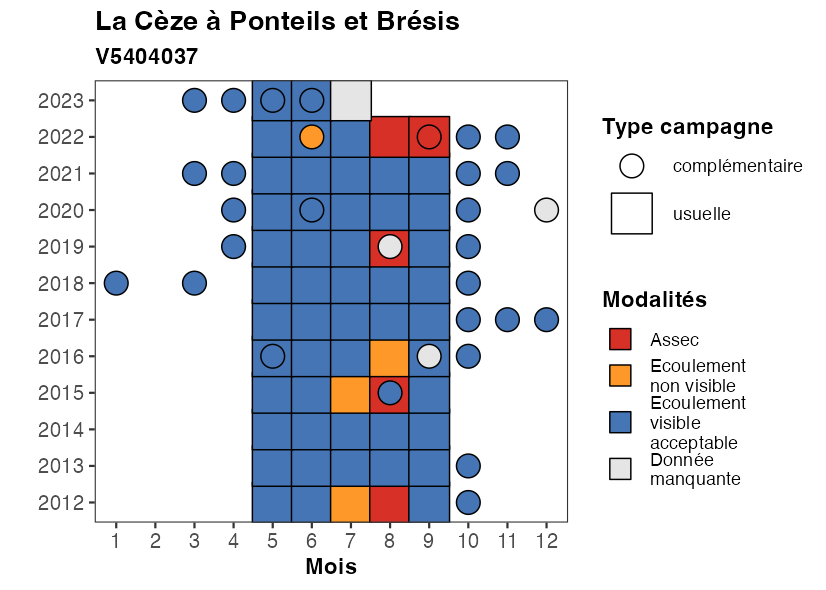 La Cèze à Ponteils et Brésis
V5404037
2023
2022
2021
2020
2019
2018
2017
2016
2015
2014
2013
2012
1 2 3 4 5 6 7 8 9 10 11 12
Mois
Type campagne
complémentaire
usuelle
Modalités
Assec
Ecoulement
non visible
Ecoulement
visible
acceptable
Donnée
manquante